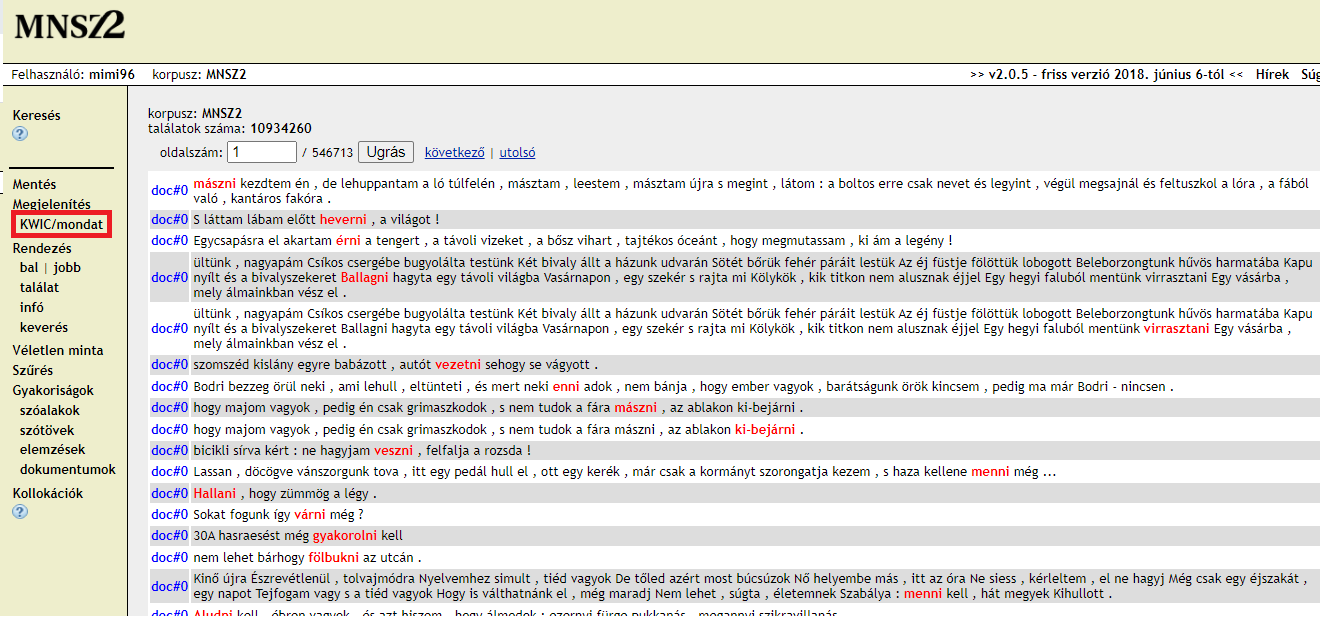 MNSZ2
Felhasználó: mimi96 korpusz: MNSZ2 >> v2.0.5 - friss verzió 2018. június 6-tól << Hírek Súg
Keresés
Mentés
Megjelenítés
KWIC/mondat
Rendezés
bal | jobb
találat
infó
keverés
Véletlen minta
Szűrés
Gyakoriságok
szóalakok
szótövek
elemzések
dokumentumok
Kollokációk
korpusz: MNSZ2
találatok száma: 10934260
oldalszám: 1 / 546713 Ugrás következő | utolsó
doc#0 mászni kezdtem én , de lehuppantam a ló túlfelén , másztam , leestem , másztam újra s megint , látom : a boltos erre csak nevet és legyint , végül megsajnál és feltuszkol a lóra , a fából
való , kantáros fakóra .
doc#0 S láttam lábam előtt heverni , a világot !
doc#0 Egycsapásra el akartam érni a tengert , a távoli vizeket , a bősz vihart , tajtékos óceánt , hogy megmutassam , ki ám a legény !
doc#0 ültünk , nagyapám Csíkos csergébe bugyolálta testünk Két bivaly állt a házunk udvarán Sötét bőrük fehér páráit lestük Az éj füstje fölöttük lobogott Beleborzongtunk hűvös harmatába Kapu
nyílt és a bivalyszekeret Ballagni hagyta egy távoli világba Vasárnapon , egy szekér s rajta mi Kölykök , kik titkon nem alusznak éjjel Egy hegyi faluból mentünk virrasztani Egy vásárba ,
mely álmainkban vész el .
doc#0 ültünk , nagyapám Csíkos csergébe bugyolálta testünk Két bivaly állt a házunk udvarán Sötét bőrük fehér páráit lestük Az éj füstje fölöttük lobogott Beleborzongtunk hűvös harmatába Kapu
nyílt és a bivalyszekeret Ballagni hagyta egy távoli világba Vasárnapon , egy szekér s rajta mi Kölykök , kik titkon nem alusznak éjjel Egy hegyi faluból mentünk virrasztani Egy vásárba ,
mely álmainkban vész el .
doc#0 szomszéd kislány egyre babázott , autót vezetni sehogy se vágyott .
doc#0 Bodri bezzeg örül neki , ami lehull , eltünteti , és mert neki enni adok , nem bánja , hogy ember vagyok , barátságunk örök kincsem , pedig ma már Bodri - nincsen .
doc#0 hogy majom vagyok , pedig én csak grimaszkodok , s nem tudok a fára mászni , az ablakon ki-bejárni .
doc#0 hogy majom vagyok , pedig én csak grimaszkodok , s nem tudok a fára mászni , az ablakon ki-bejárni .
doc#0 bicikli sírva kért : ne hagyjam veszni , felfalja a rozsda !
doc#0 Lassan , döcögve vánszorgunk tova , itt egy pedál hull el , ott egy kerék , már csak a kormányt szorongatja kezem , s haza kellene menni még ...
doc#0 Hallani , hogy zümmög a légy .
doc#0 Sokat fogunk így várni még ?
doc#0 30A hasraesést még gyakorolni kell
doc#0 nem lehet bárhogy fölbukni az utcán .
doc#0 Kinő újra Észrevétlenül , tolvajmódra Nyelvemhez simult , tiéd vagyok De tőled azért most búcsúzok Nő helyembe más , itt az óra Ne siess , kérleltem , el ne hagyj Még csak egy éjszakát ,
egy napot Tejfogam vagy s a tiéd vagyok Hogy is válthatnánk el , még maradj Nem lehet , súgta , életemnek Szabálya : menni kell , hát megyek Kihullott .
doc#0 Aludni kell , ébren vagyok , és azt hiszem , hogy álmodok : ezernyi fürge pukkanás , megannyi szikravillanás